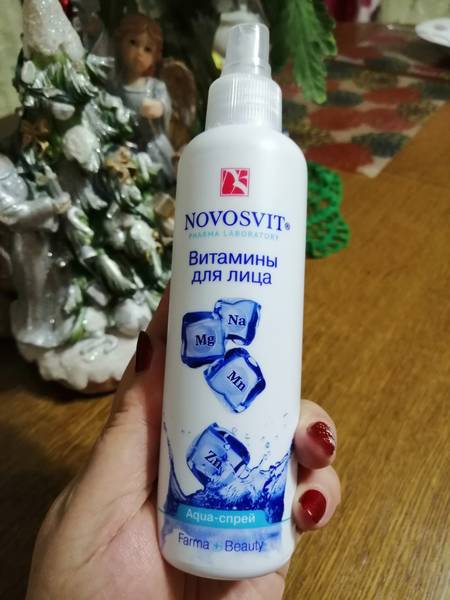 NOVOSVIT®
PHARMA LABORATORY
Витамины
для лица
Na
Mg
Mn
Zn
Aqua-спрей
Farma + Beauty